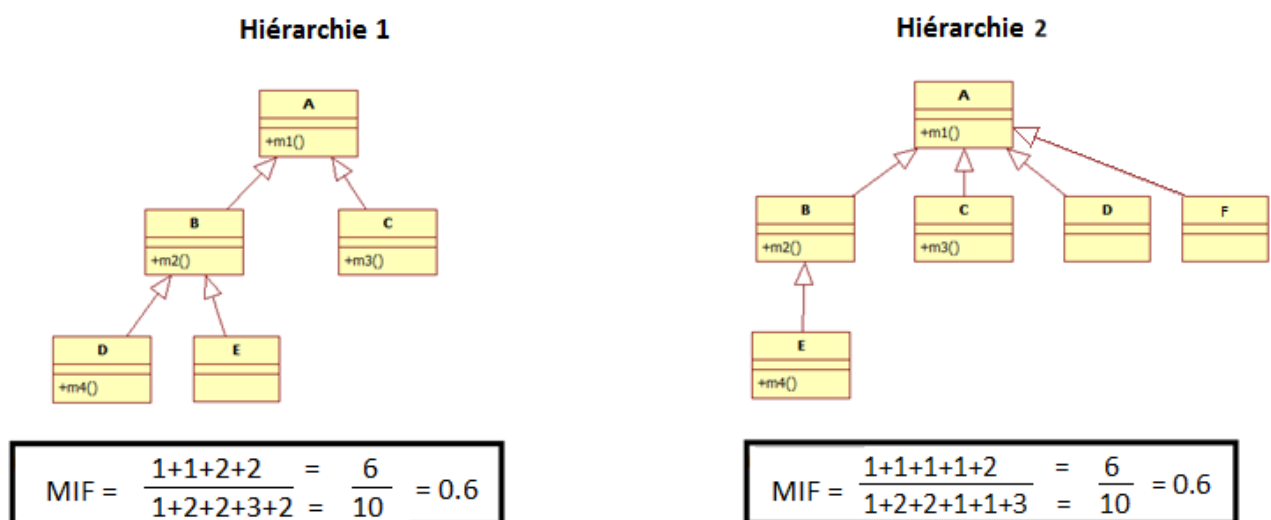 Hiérarchie 1
A
+m1()
B
+m2()
C
+m3()
D
+m4()
E
MIF = 1+1+2+2 = 6 = 0.6
1+2+2+3+2 = 10
Hiérarchie 2
A
+m1()
B
+m2()
C
+m3()
D
F
E
+m4()
MIF = 1+1+1+1+2 = 6 = 0.6
1+2+2+1+1+3 = 10